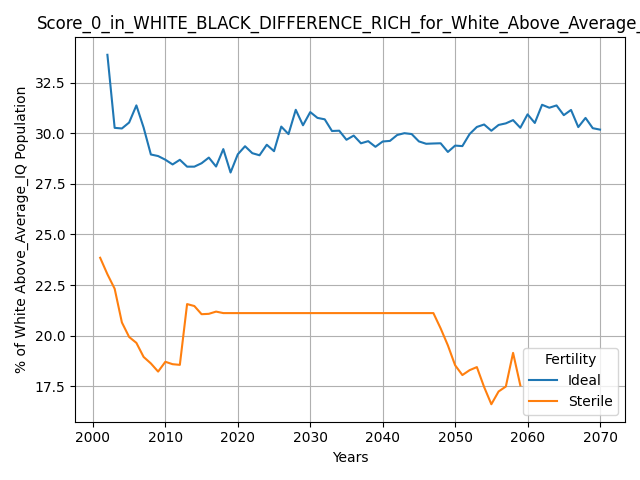 Score_0_in_WHITE_BLACK_DIFFERENCE_RICH_for_White_Above_Average_
% of White Above_Average_IQ Population
32.5
30.0
27.5
25.0
22.5
20.0
17.5
Fertility
Ideal
Sterile
2000 2010 2020 2030 2040 2050 2060 2070
Years